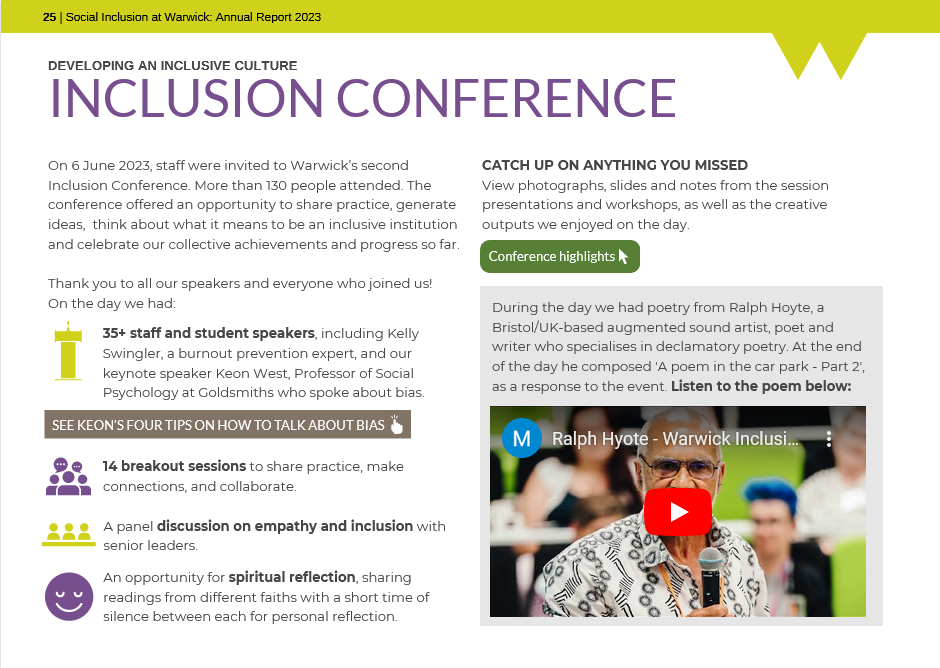 25 | Social Inclusion at Warwick: Annual Report 2023
DEVELOPING AN INCLUSIVE CULTURE
INCLUSION CONFERENCE
On 6 June 2023, staff were invited to Warwick's second
Inclusion Conference. More than 130 people attended. The
conference offered an opportunity to share practice, generate
ideas,  think about what it means to be an inclusive institution
and celebrate our collective achievements and progress so far.
Thank you to all our speakers and everyone who joined us!
On the day we had:
35+ staff and student speakers, including Kelly
Swingler, a burnout prevention expert, and our
keynote speaker Keon West, Professor of Social
Psychology at Goldsmiths who spoke about bias.
SEE KEON'S FOUR TIPS ON HOW TO TALK ABOUT BIAS
14 breakout sessions to share practice, make
connections, and collaborate.
A panel discussion on empathy and inclusion with
senior leaders.
An opportunity for spiritual reflection, sharing
readings from different faiths with a short time of
silence between each for personal reflection.
CATCH UP ON ANYTHING YOU MISSED
View photographs, slides and notes from the session
presentations and workshops, as well as the creative
outputs we enjoyed on the day.
Conference highlights
During the day we had poetry from Ralph Hoyte, a
Bristol/UK-based augmented sound artist, poet and
writer who specialises in declamatory poetry. At the end
of the day he composed 'A poem in the car park - Part 2',
as a response to the event. Listen to the poem below:
M Ralph Hyote - Warwick Inclusi...